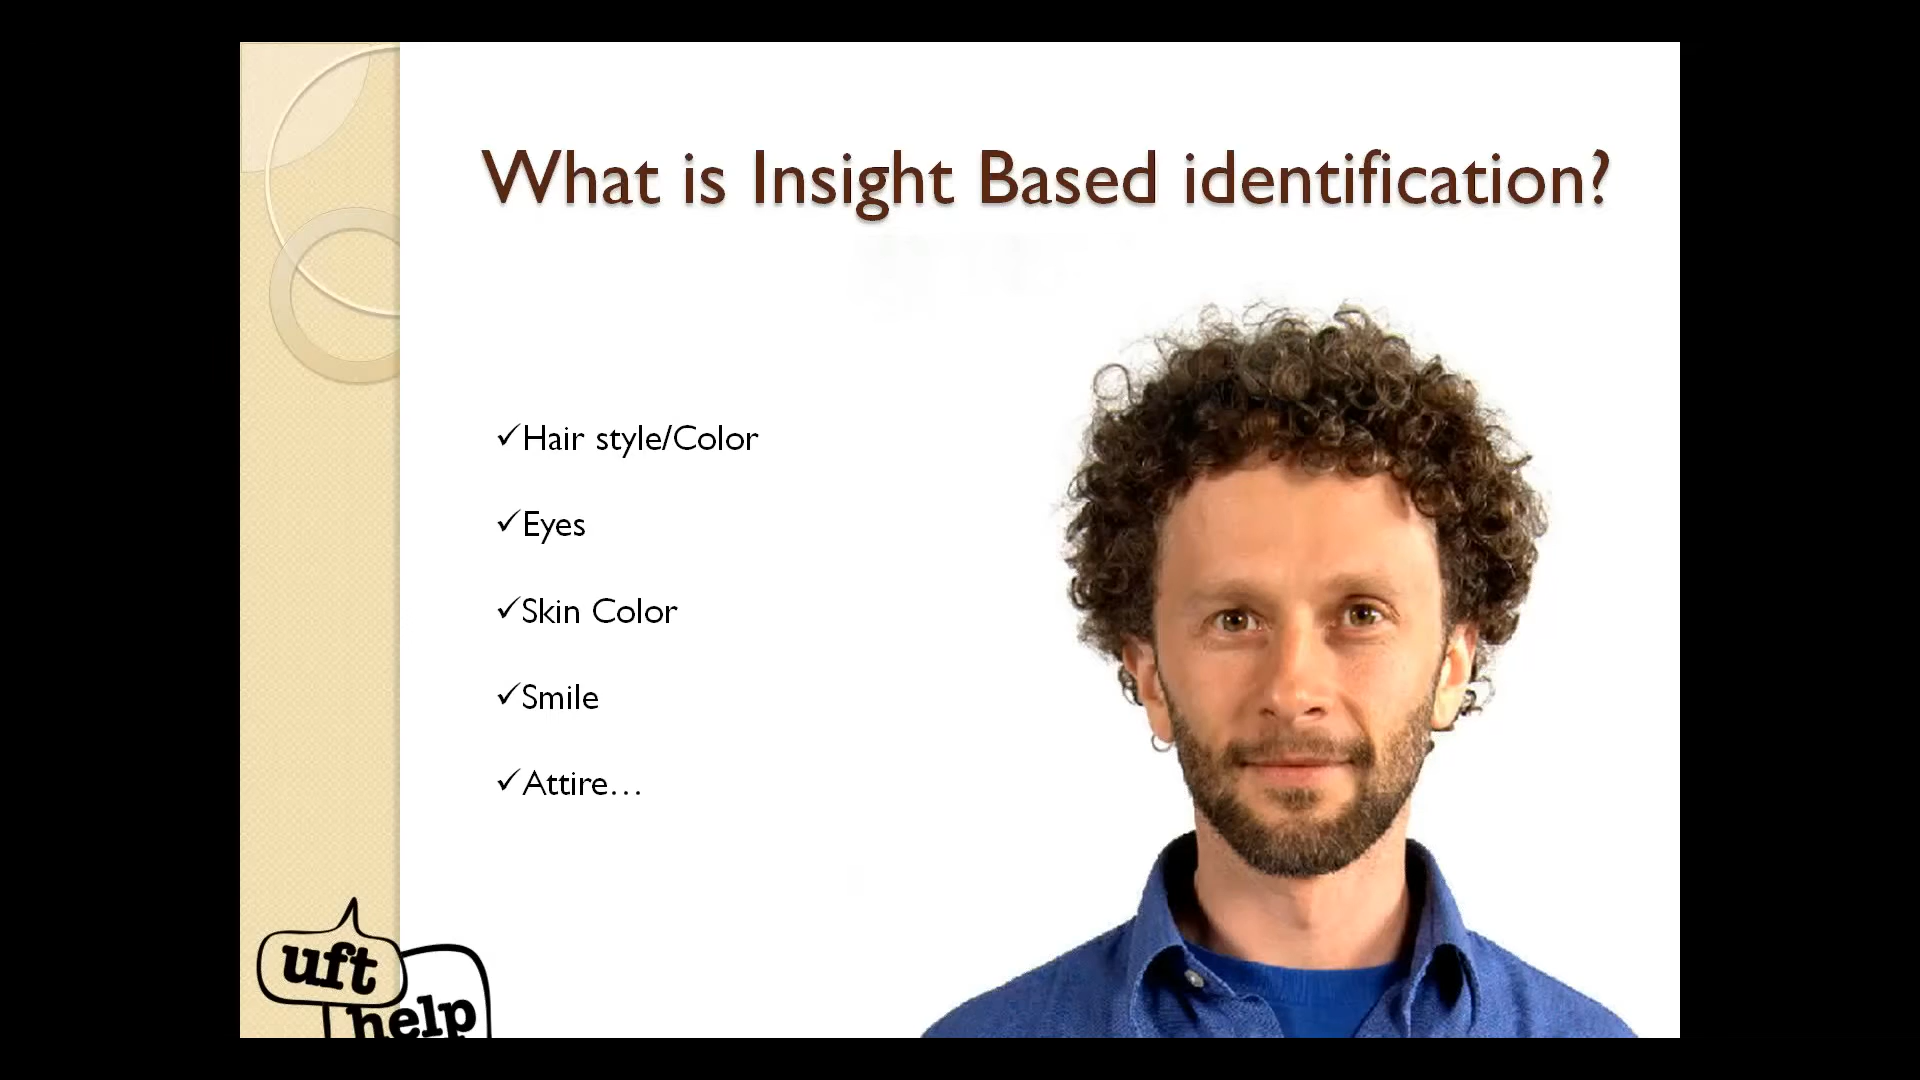 What is Insight Based identification?
✓Hair style/Color
✓Eyes
✓Skin Color
✓Smile
✓Attire…
uft
help